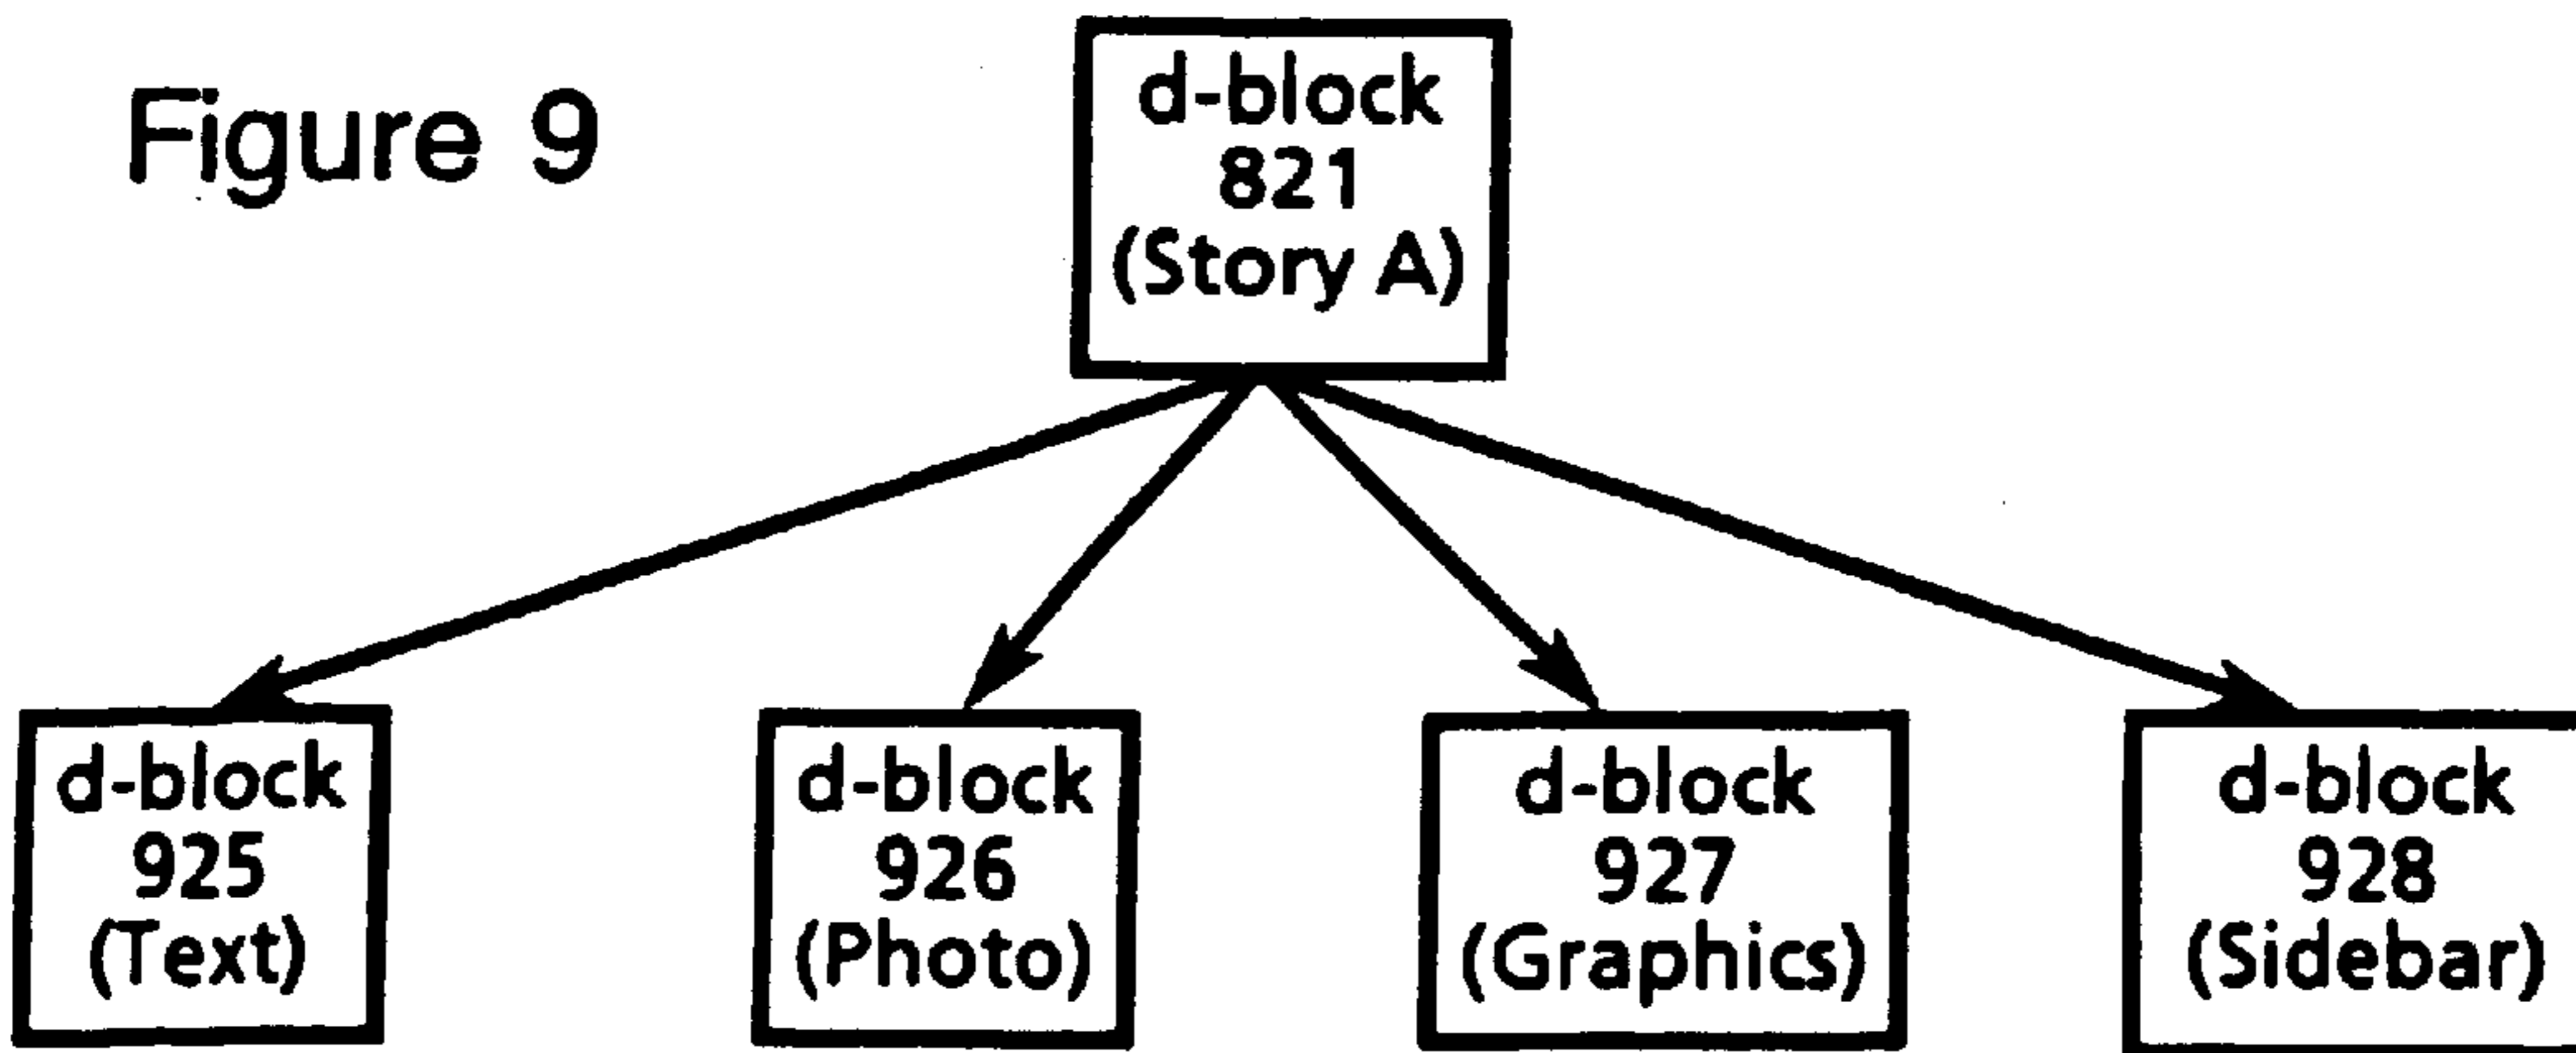 Figure 9
d-block
821
(Story A)
d-block
925
(Text)
d-block
926
(Photo)
d-block
927
(Graphics)
d-block
928
(Sidebar)